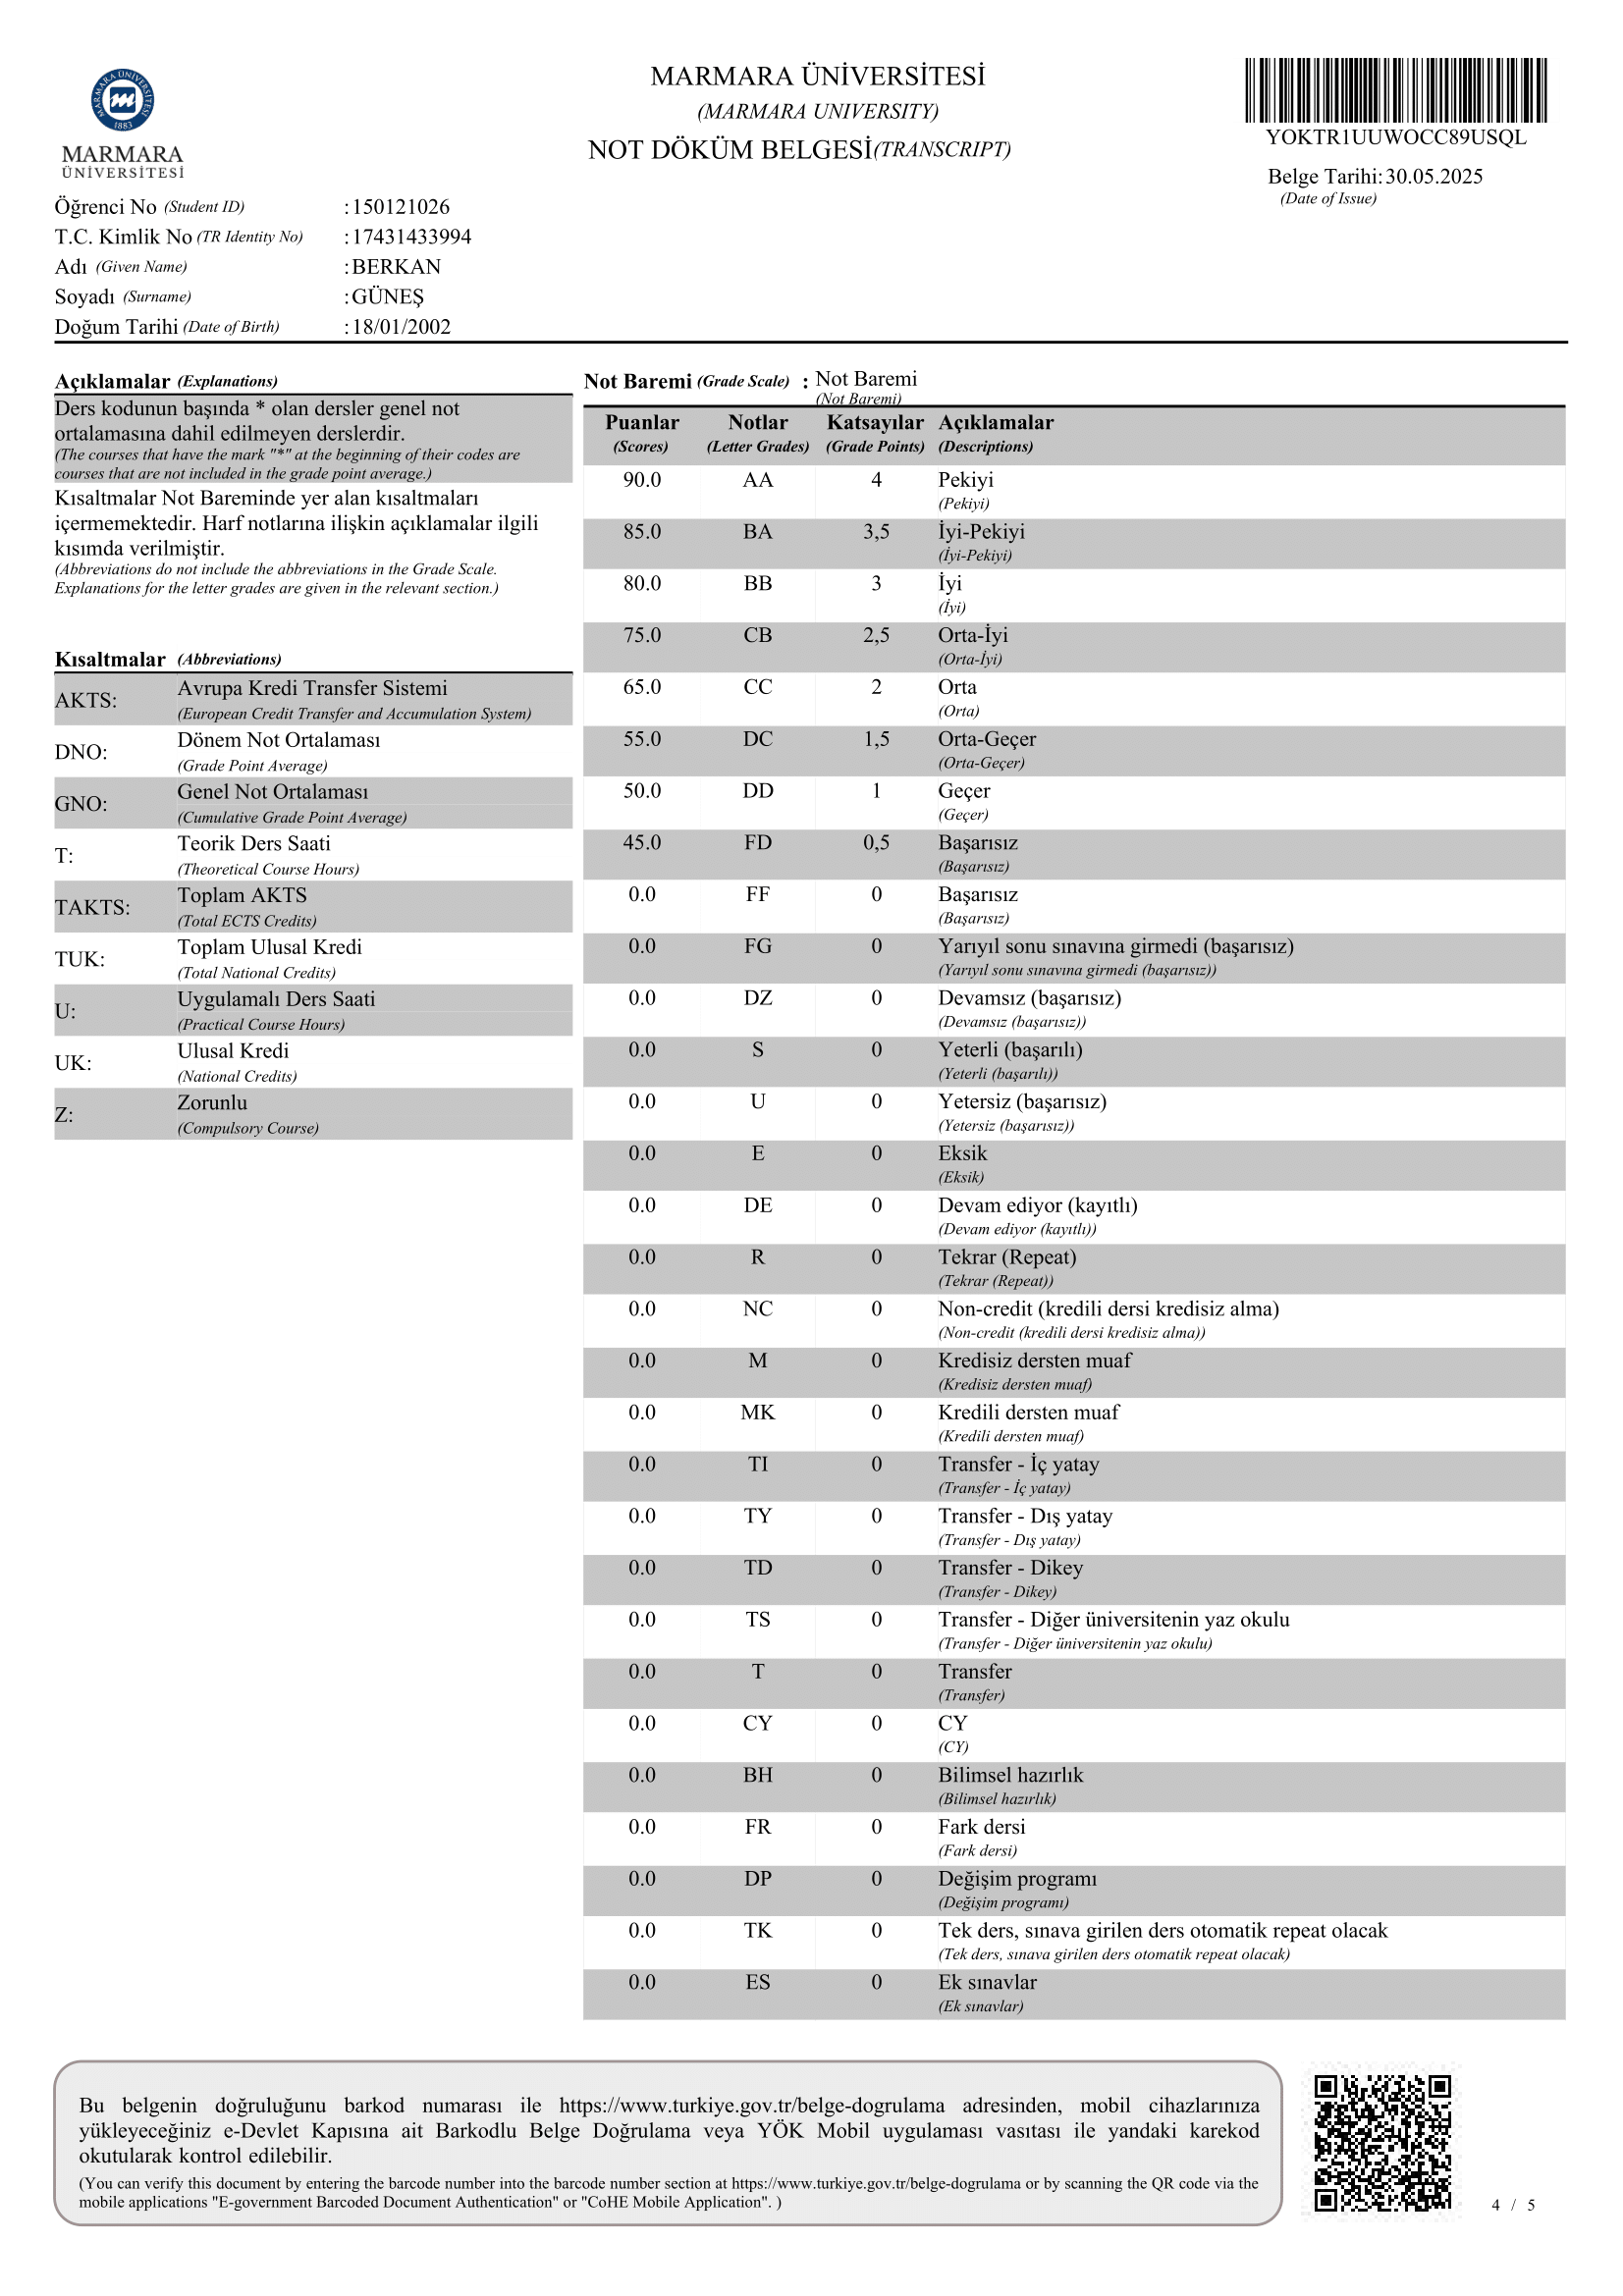 MARMARA ÜNİVERSİTESİ
1883
MARMARA
ÜNİVERSİTESİ
MARMARA ÜNİVERSİTESİ
(MARMARA UNIVERSITY)
NOT DÖKÜM BELGESİ(TRANSCRIPT)
YOKTR1UUWOCC89USQL
Belge Tarihi:30.05.2025
(Date of Issue)
Öğrenci No (Student ID) :150121026
T.C. Kimlik No (TR Identity No) :17431433994
Adı (Given Name) :BERKAN
Soyadı (Surname) :GÜNEŞ
Doğum Tarihi (Date of Birth) :18/01/2002
Açıklamalar (Explanations)
Ders kodunun başında * olan dersler genel not
ortalamasına dahil edilmeyen derslerdir.
(The courses that have the mark "*" at the beginning of their codes are
courses that are not included in the grade point average.)
Kısaltmalar Not Bareminde yer alan kısaltmaları
içermemektedir. Harf notlarına ilişkin açıklamalar ilgili
kısımda verilmiştir.
(Abbreviations do not include the abbreviations in the Grade Scale.
Explanations for the letter grades are given in the relevant section.)
Kısaltmalar (Abbreviations)
AKTS: Avrupa Kredi Transfer Sistemi
(European Credit Transfer and Accumulation System)
DNO: Dönem Not Ortalaması
(Grade Point Average)
GNO: Genel Not Ortalaması
(Cumulative Grade Point Average)
T: Teorik Ders Saati
(Theoretical Course Hours)
TAKTS: Toplam AKTS
(Total ECTS Credits)
TUK: Toplam Ulusal Kredi
(Total National Credits)
U: Uygulamalı Ders Saati
(Practical Course Hours)
UK: Ulusal Kredi
(National Credits)
Z: Zorunlu
(Compulsory Course)
Not Baremi (Grade Scale) : Not Baremi
(Not Baremi)
Puanlar Notlar Katsayılar Açıklamalar
(Scores) (Letter Grades) (Grade Points) (Descriptions)
90.0 AA 4 Pekiyi
(Pekiyi)
85.0 BA 3,5 İyi-Pekiyi
(İyi-Pekiyi)
80.0 BB 3 İyi
(İyi)
75.0 CB 2,5 Orta-İyi
(Orta-İyi)
65.0 CC 2 Orta
(Orta)
55.0 DC 1,5 Orta-Geçer
(Orta-Geçer)
50.0 DD 1 Geçer
(Geçer)
45.0 FD 0,5 Başarısız
(Başarısız)
0.0 FF 0 Başarısız
(Başarısız)
0.0 FG 0 Yarıyıl sonu sınavına girmedi (başarısız)
(Yarıyıl sonu sınavına girmedi (başarısız))
0.0 DZ 0 Devamsız (başarısız)
(Devamsız (başarısız))
0.0 S 0 Yeterli (başarılı)
(Yeterli (başarılı))
0.0 U 0 Yetersiz (başarısız)
(Yetersiz (başarısız))
0.0 E 0 Eksik
(Eksik)
0.0 DE 0 Devam ediyor (kayıtlı)
(Devam ediyor (kayıtlı))
0.0 R 0 Tekrar (Repeat)
(Tekrar (Repeat))
0.0 NC 0 Non-credit (kredili dersi kredisiz alma)
(Non-credit (kredili dersi kredisiz alma))
0.0 M 0 Kredisiz dersten muaf
(Kredisiz dersten muaf)
0.0 MK 0 Kredili dersten muaf
(Kredili dersten muaf)
0.0 TI 0 Transfer - İç yatay
(Transfer - İç yatay)
0.0 TY 0 Transfer - Dış yatay
(Transfer - Dış yatay)
0.0 TD 0 Transfer - Dikey
(Transfer - Dikey)
0.0 TS 0 Transfer - Diğer üniversitenin yaz okulu
(Transfer - Diğer üniversitenin yaz okulu)
0.0 T 0 Transfer
(Transfer)
0.0 CY 0 CY
(CY)
0.0 BH 0 Bilimsel hazırlık
(Bilimsel hazırlık)
0.0 FR 0 Fark dersi
(Fark dersi)
0.0 DP 0 Değişim programı
(Değişim programı)
0.0 TK 0 Tek ders, sınava girilen ders otomatik repeat olacak
(Tek ders, sınava girilen ders otomatik repeat olacak)
0.0 ES 0 Ek sınavlar
(Ek sınavlar)
Bu belgenin doğruluğunu barkod numarası ile https://www.turkiye.gov.tr/belge-dogrulama adresinden, mobil cihazlarınıza
yükleyeceğiniz e-Devlet Kapısına ait Barkodlu Belge Doğrulama veya YÖK Mobil uygulaması vasıtası ile yandaki karekod
okutularak kontrol edilebilir.
(You can verify this document by entering the barcode number into the barcode number section at https://www.turkiye.gov.tr/belge-dogrulama or by scanning the QR code via the
mobile applications "E-government Barcoded Document Authentication" or "CoHE Mobile Application". )
4 / 5